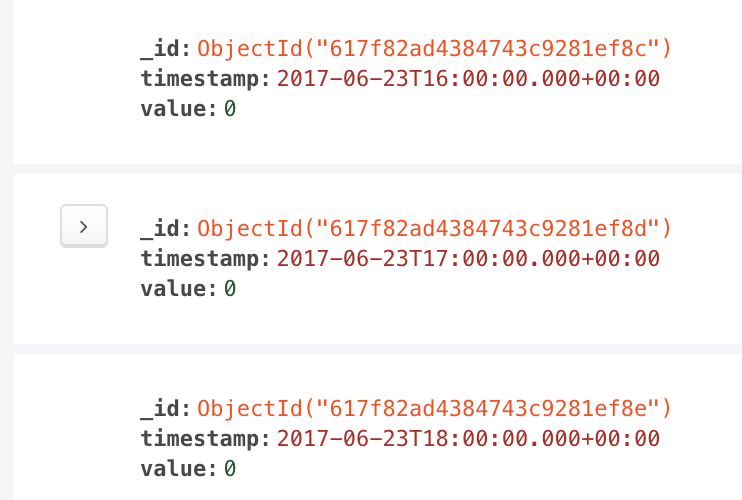 _id: ObjectId("617f82ad4384743c9281ef8c")
timestamp: 2017-06-23T16:00:00.000+00:00
value: 0
_id: ObjectId("617f82ad4384743c9281ef8d")
timestamp: 2017-06-23T17:00:00.000+00:00
value: 0
_id: ObjectId("617f82ad4384743c9281ef8e")
timestamp: 2017-06-23T18:00:00.000+00:00
value: 0